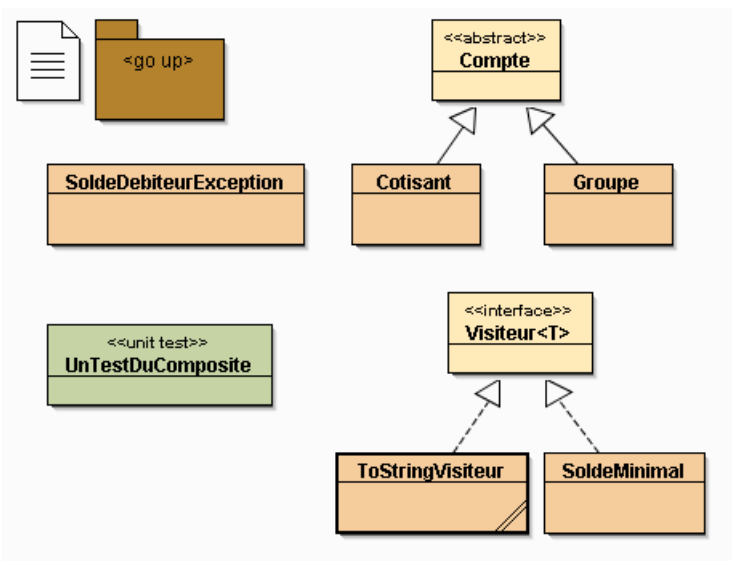 <go up>
<<abstract>>
Compte
SoldeDebiteurException
Cotisant
Groupe
<<interface>>
Visiteur<T>
<<unit test>>
UnTestDuComposite
ToStringVisiteur
SoldeMinimal